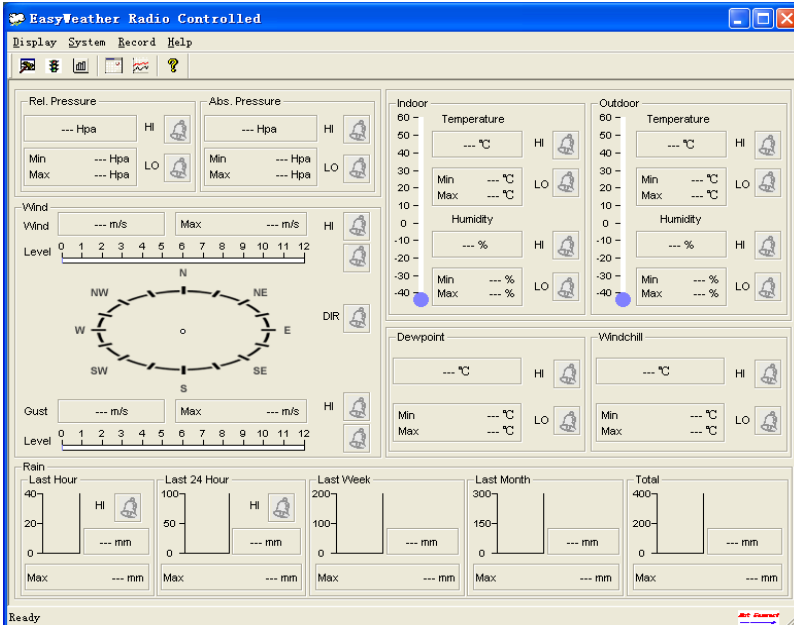 EasyWeather Radio Controlled
Display System Record Help
Rel. Pressure
--- Hpa
HI
Min --- Hpa
Max --- Hpa
LO
Abs. Pressure
--- Hpa
HI
Min --- Hpa
Max --- Hpa
LO
Wind
Wind --- m/s Max --- m/s HI
Level 0 1 2 3 4 5 6 7 8 9 10 11 12
N
NW NE
W E
DIR
SW SE
S
Gust --- m/s Max --- m/s HI
Level 0 1 2 3 4 5 6 7 8 9 10 11 12
Indoor
60
50
40
30
20
10
0
-10
-20
-30
-40
Temperature
--- ℃ HI
Min --- ℃
Max --- ℃
LO
Humidity
--- % HI
Min --- %
Max --- %
LO
Outdoor
60
50
40
30
20
10
0
-10
-20
-30
-40
Temperature
--- ℃ HI
Min --- ℃
Max --- ℃
LO
Humidity
--- % HI
Min --- %
Max --- %
LO
Dewpoint
--- ℃ HI
Min --- ℃
Max --- ℃
LO
Windchill
--- ℃ HI
Min --- ℃
Max --- ℃
LO
Rain
Last Hour
40
20
0
HI
--- mm
Max --- mm
Last 24 Hour
100
50
0
HI
--- mm
Max --- mm
Last Week
200
100
0
--- mm
Max --- mm
Last Month
300
150
0
--- mm
Max --- mm
Total
400
200
0
--- mm
Max --- mm
Ready